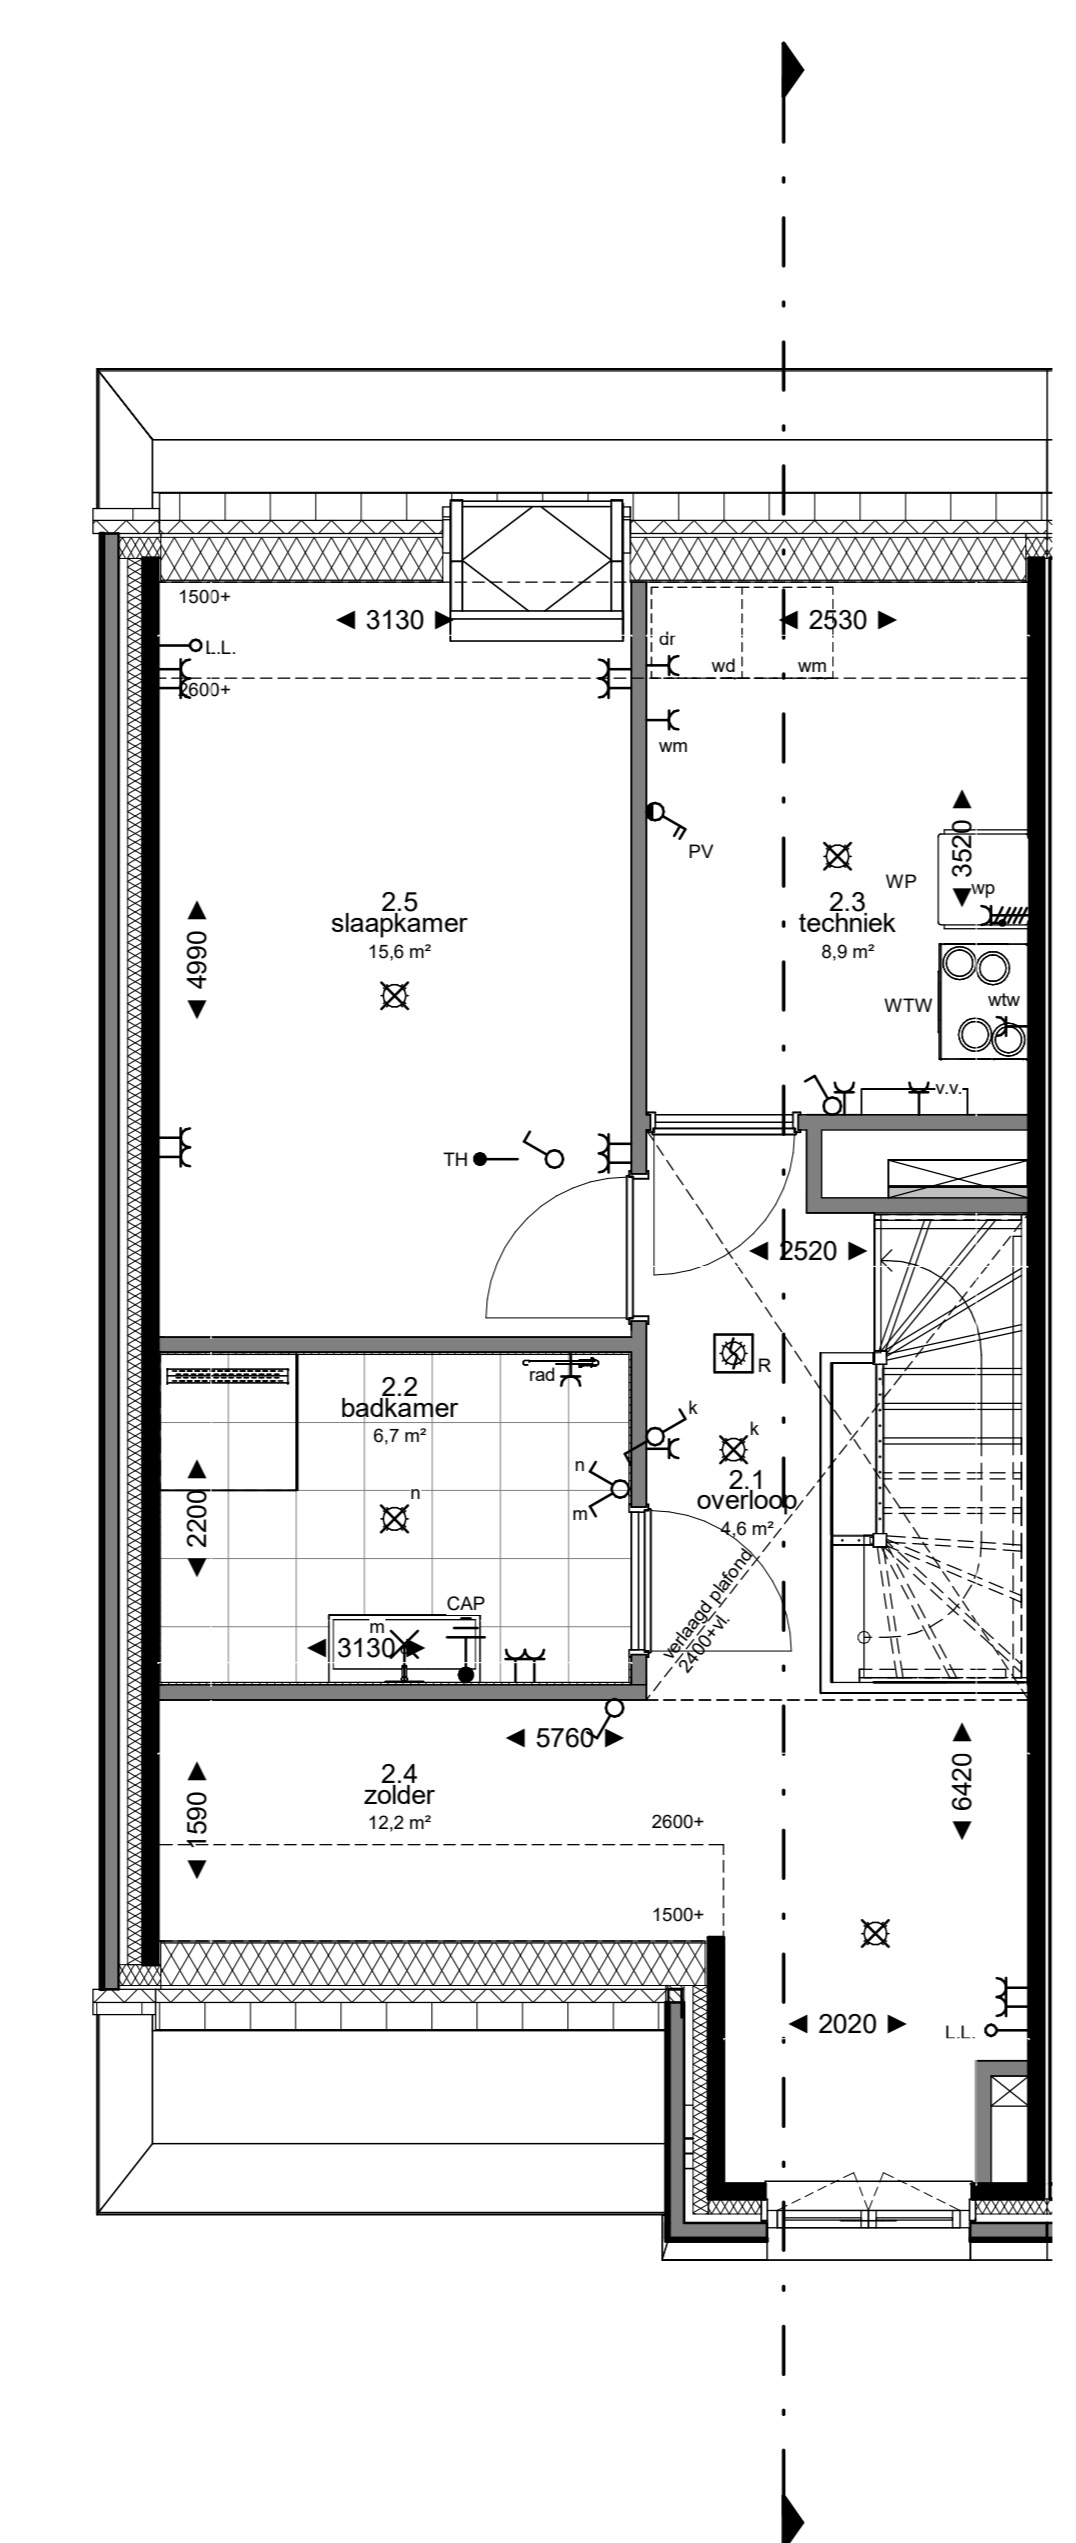 1500+
◄ 3130 ►
◄ 2530 ►
dr
wd
wm
L.L.
2600+
wm
PV
◄ 3520 ►
WP
wp
2.5
slaapkamer
15,6 m²
2.3
techniek
8,9 m²
◄ 4990 ►
WTW
wtw
v.v.
TH
◄ 2520 ►
R
rad
2.2
badkamer
6,7 m²
k
k
n
n
m
2.1
overloop
4,6 m²
◄ 2200 ►
verlaagd plafond
2400+vl.
CAP
m
◄ 3130 ►
◄ 5760 ►
2.4
zolder
12,2 m²
◄ 1590 ►
◄ 6420 ►
2600+
1500+
◄ 2020 ►
L.L.